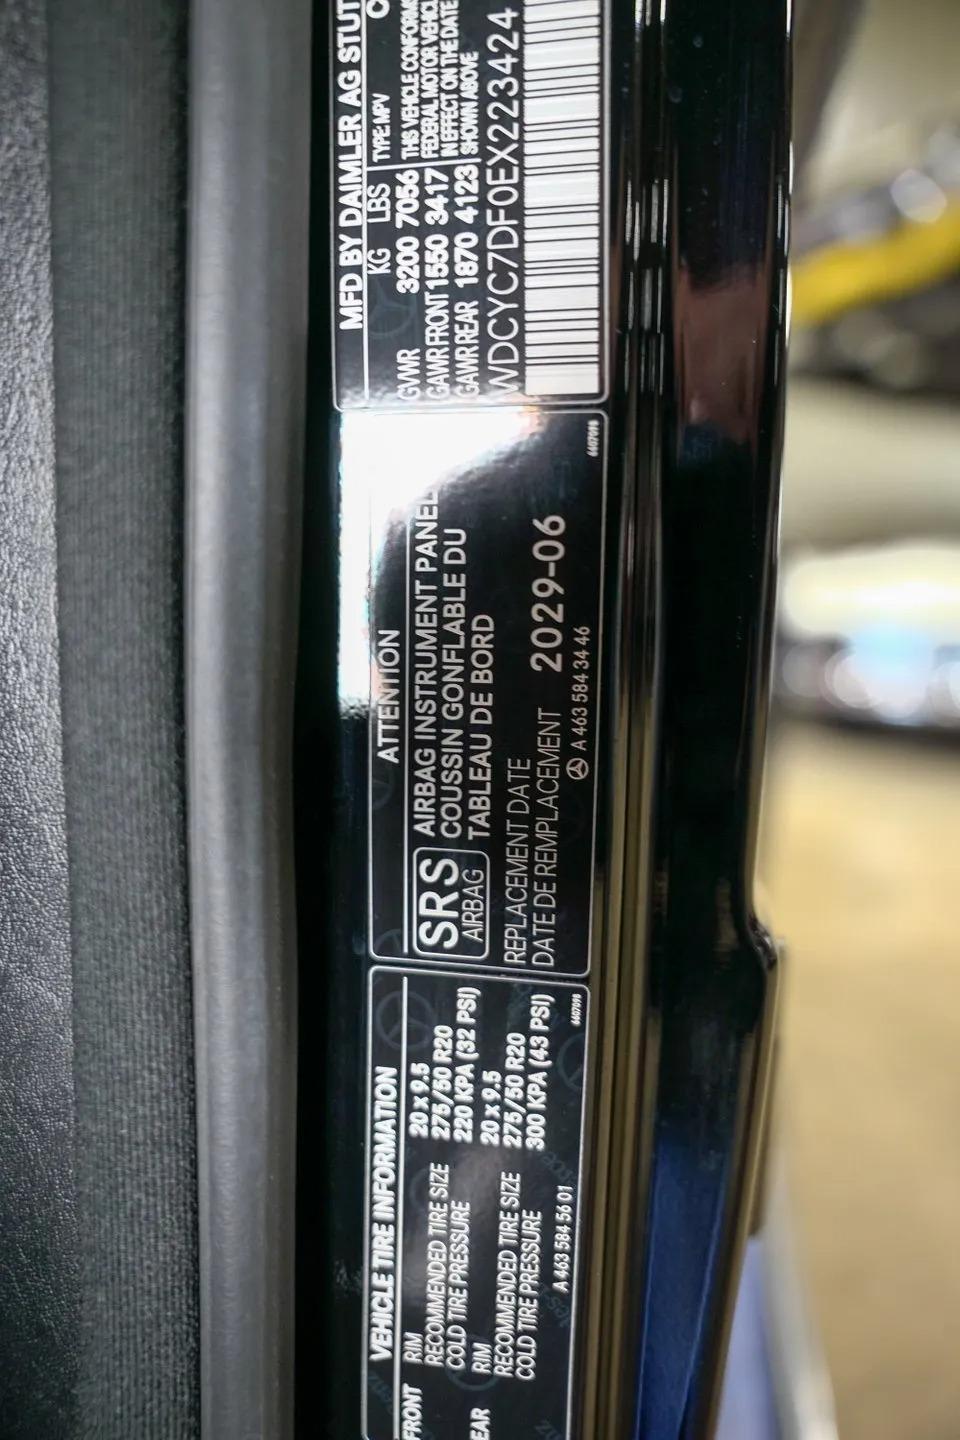 MFD BY DAIMLER AG STUT
KG LBS TYPE: MPV
GVWR 3200 7056 THIS VEHICLE CONFORMS
GAWR FRONT 1550 3417 FEDERAL MOTOR VEHICL
GAWR REAR 1870 4123 IN EFFECT ON THE DATE
SHOWN ABOVE
WDCYC7DF0EX223424
6607098
ATTENTION
AIRBAG INSTRUMENT PANEL
COUSSIN GONFLABLE DU
TABLEAU DE BORD
SRS
AIRBAG
REPLACEMENT DATE
DATE DE REMPLACEMENT 2029-06
A 463 584 34 46
VEHICLE TIRE INFORMATION
FRONT RIM 20 x 9.5
RECOMMENDED TIRE SIZE 275/50 R20
COLD TIRE PRESSURE 220 KPA (32 PSI)
EAR RIM 20 x 9.5
RECOMMENDED TIRE SIZE 275/50 R20
COLD TIRE PRESSURE 300 KPA (43 PSI)
A 463 584 56 01
6607098